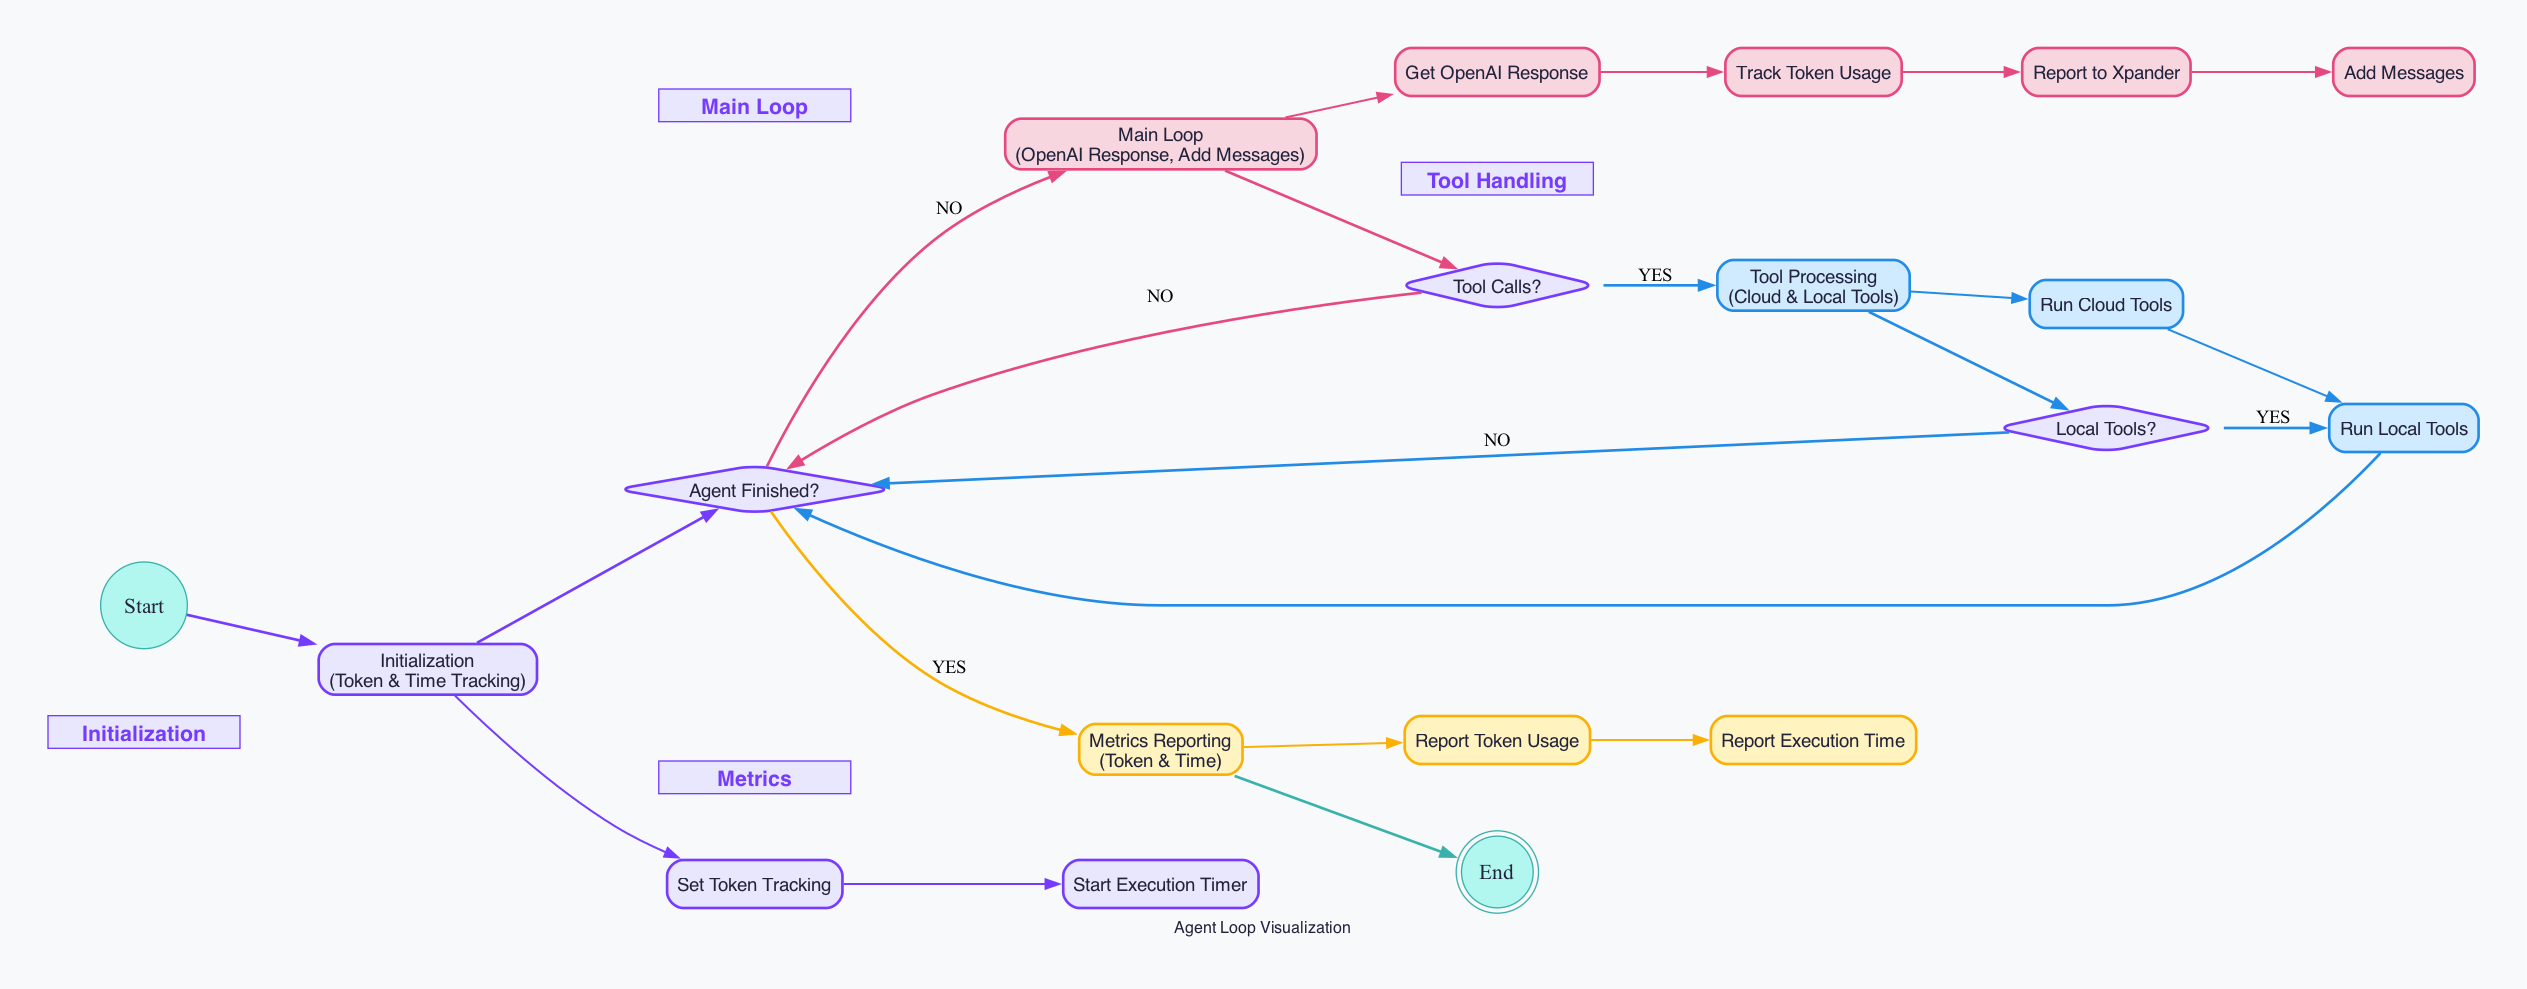 Get OpenAI Response
Track Token Usage
Report to Xpander
Add Messages
Main Loop
Main Loop
(OpenAI Response, Add Messages)
Tool Handling
NO
Tool Calls?
YES
Tool Processing
(Cloud & Local Tools)
Run Cloud Tools
NO
Local Tools?
YES
Run Local Tools
NO
Agent Finished?
Start
Initialization
(Token & Time Tracking)
YES
Initialization
Metrics Reporting
(Token & Time)
Report Token Usage
Report Execution Time
Metrics
Set Token Tracking
Start Execution Timer
End
Agent Loop Visualization